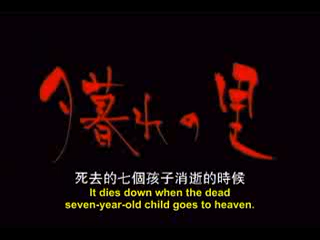 夕暮れの里
死去的七個孩子消逝的時候
It dies down when the dead
seven-year-old child goes to heaven.